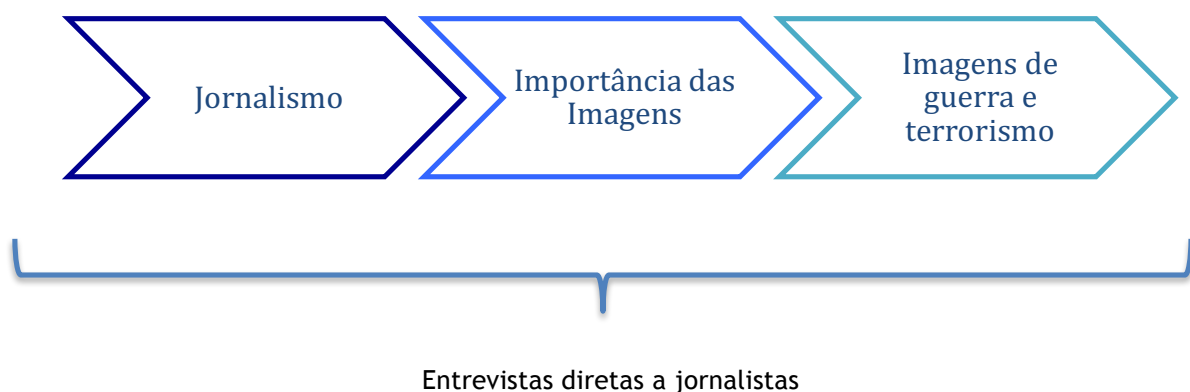 Jornalismo
Importância das
Imagens
Imagens de
guerra e
terrorismo
Entrevistas diretas a jornalistas